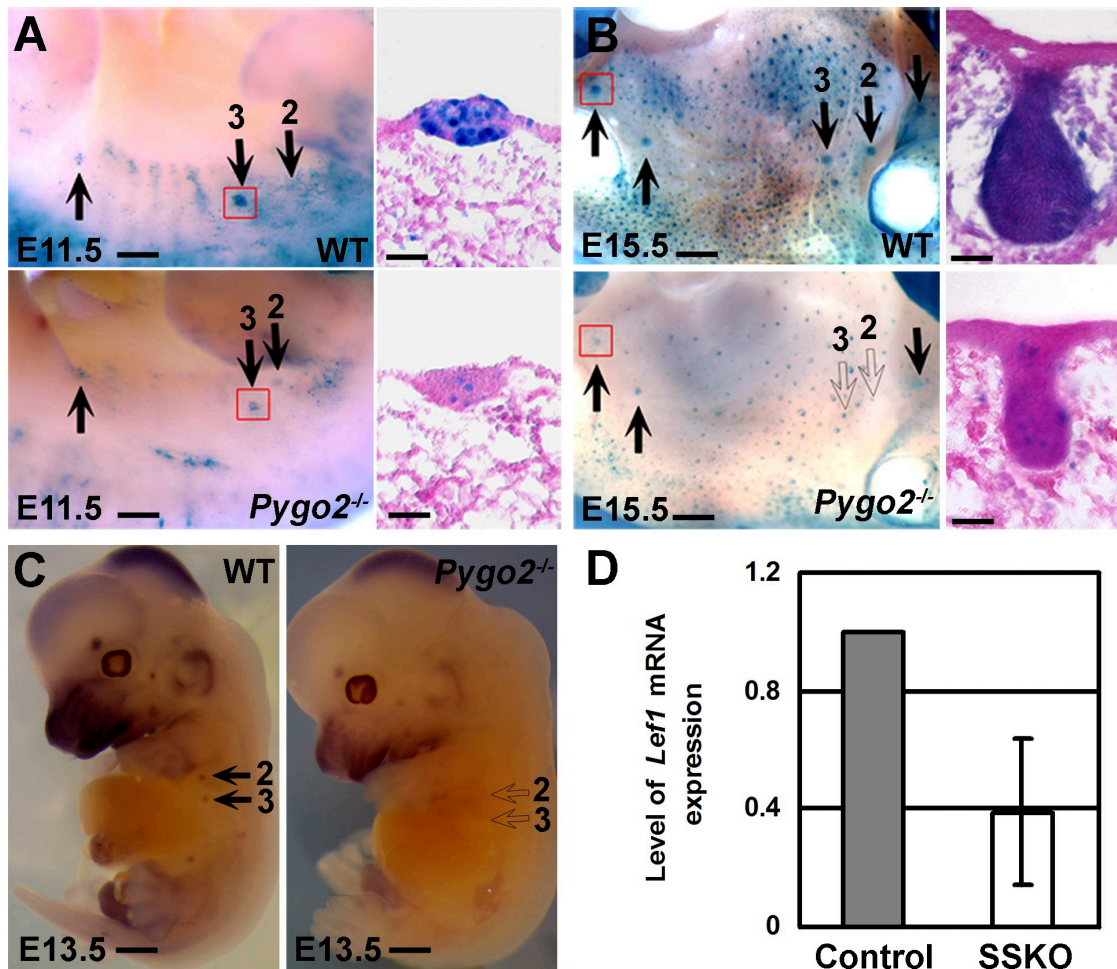 A
3 2
E11.5 WT
3 2
E11.5 Pygo2-/-
B
3 2
E15.5 WT
3 2
E15.5 Pygo2-/-
C WT
2
3
E13.5
Pygo2-/-
2
3
E13.5
D
Level of Lef1 mRNA
expression
1.2
0.8
0.4
0
Control SSKO